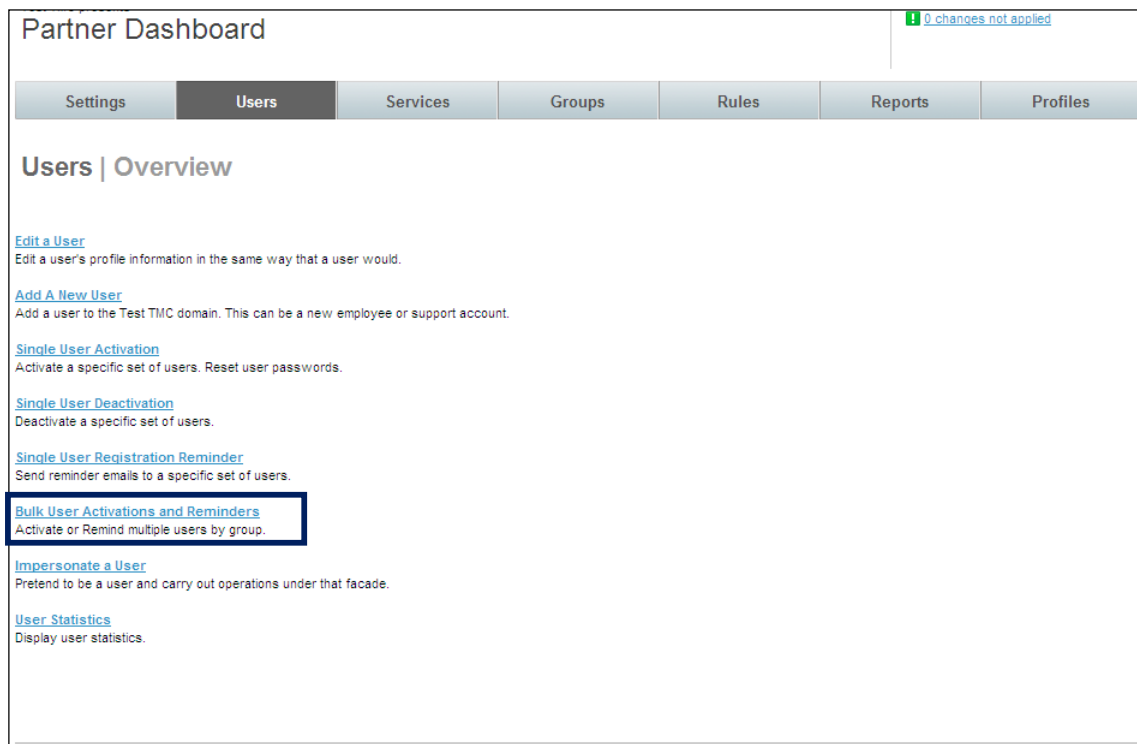 Partner Dashboard
0 changes not applied
Settings Users Services Groups Rules Reports Profiles
Users | Overview
Edit a User
Edit a user's profile information in the same way that a user would.
Add A New User
Add a user to the Test TMC domain. This can be a new employee or support account.
Single User Activation
Activate a specific set of users. Reset user passwords.
Single User Deactivation
Deactivate a specific set of users.
Single User Registration Reminder
Send reminder emails to a specific set of users.
Bulk User Activations and Reminders
Activate or Remind multiple users by group.
Impersonate a User
Pretend to be a user and carry out operations under that facade.
User Statistics
Display user statistics.